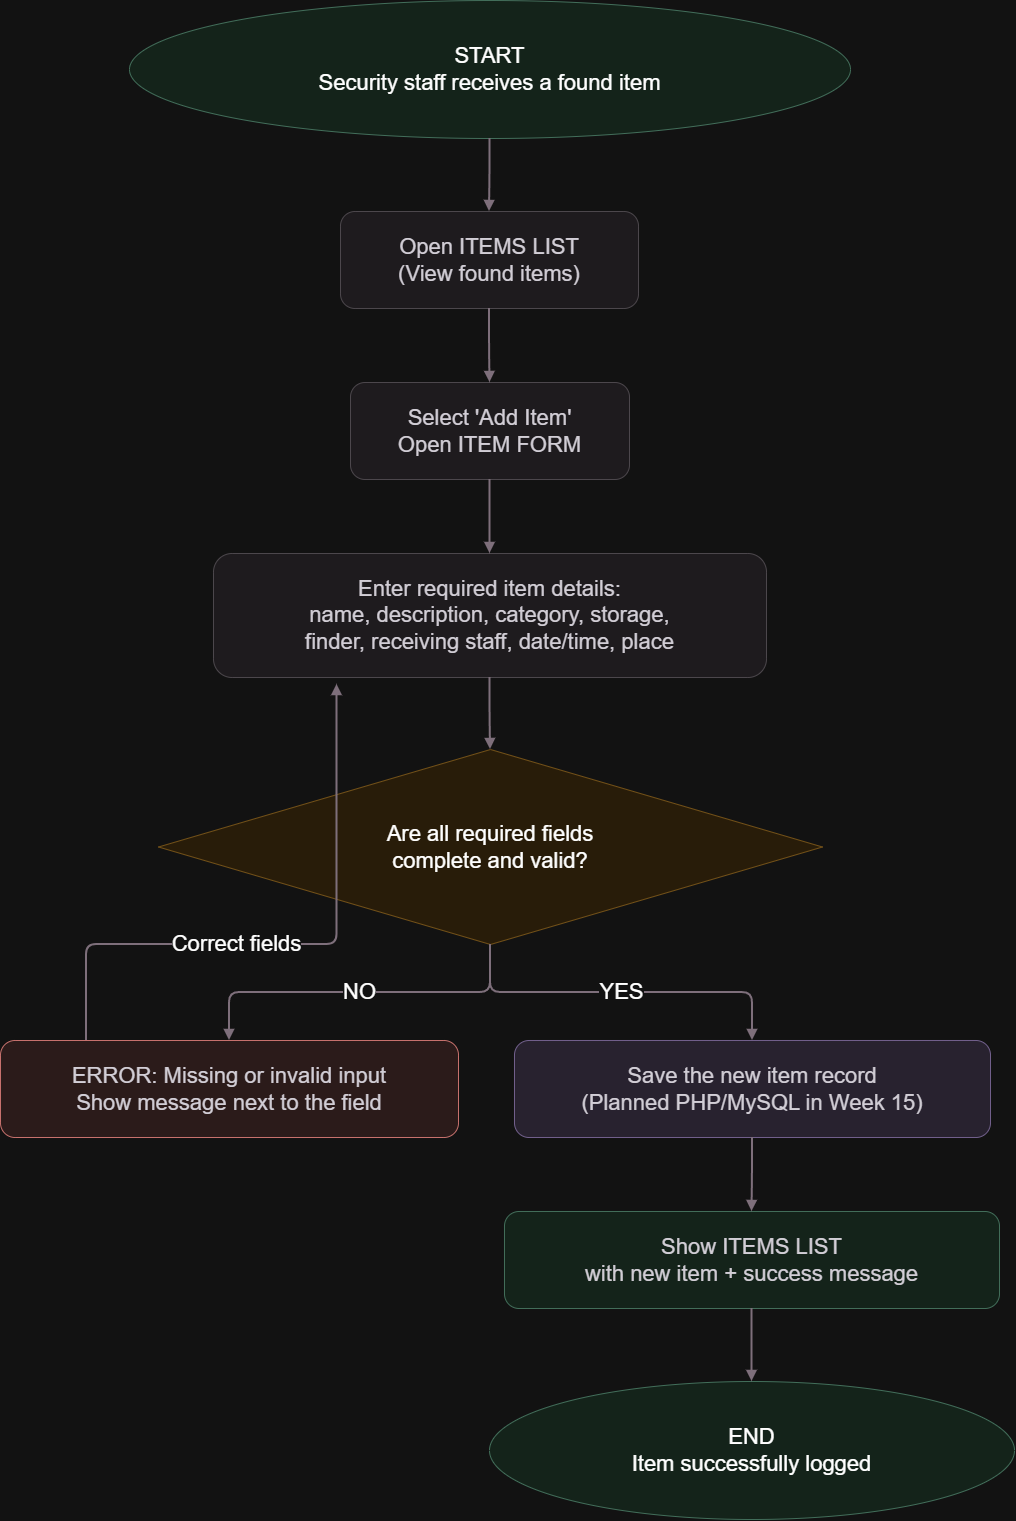 START
Security staff receives a found item
Open ITEMS LIST
(View found items)
Select 'Add Item'
Open ITEM FORM
Enter required item details:
name, description, category, storage,
finder, receiving staff, date/time, place
Are all required fields
complete and valid?
Correct fields
NO
YES
ERROR: Missing or invalid input
Show message next to the field
Save the new item record
(Planned PHP/MySQL in Week 15)
Show ITEMS LIST
with new item + success message
END
Item successfully logged